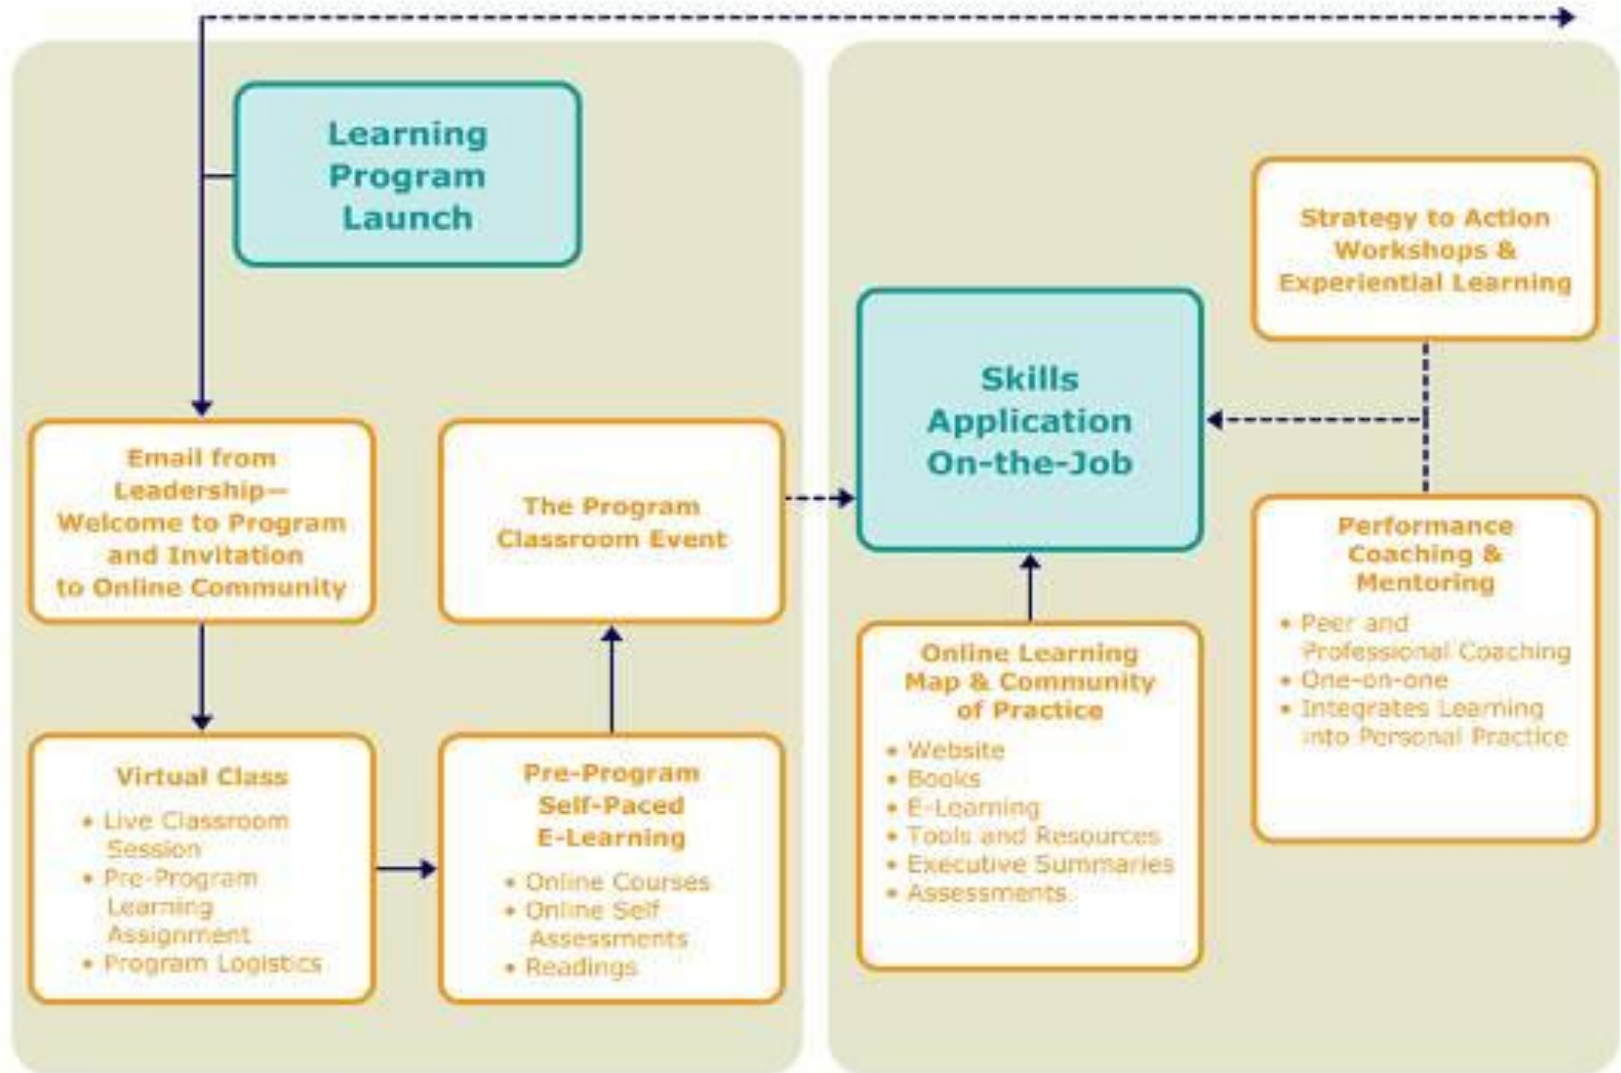 Learning
Program
Launch
Email from
Leadership—
Welcome to Program
and Invitation
to Online Community
Virtual Class
• Live Classroom
Session
• Pre-Program
Learning
Assignment
• Program Logistics
Pre-Program
Self-Paced
E-Learning
• Online Courses
• Online Self
Assessments
• Readings
The Program
Classroom Event
Skills
Application
On-the-Job
Online Learning
Map & Community
of Practice
• Website
• Books
• E-Learning
• Tools and Resources
• Executive Summaries
• Assessments
Strategy to Action
Workshops &
Experiential Learning
Performance
Coaching &
Mentoring
• Peer and
Professional Coaching
• One-on-one
• Integrates Learning
into Personal Practice